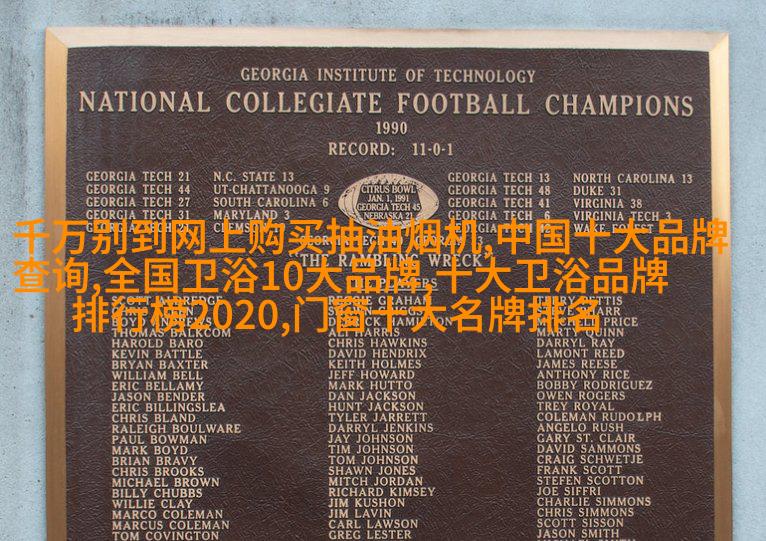 GEORGIA INSTITUTE OF TECHNOLOGY
NATIONAL COLLEGIATE FOOTBALL CHAMPIONS
1990
RECORD: 11-0-1
GEORGIA TECH 21 N.C. STATE 13
GEORGIA TECH 44 UT-CHATTANOOGA 9
GEORGIA TECH 27 SOUTH CAROLINA 6
GEORGIA TECH 31 MARYLAND 3
GEORGIA TECH 21
CITRUS BOWL
JAN. 1, 1991
GEORGIA TECH 45
NEBRASKA 21
GEORGIA TECH 13 NORTH CAROLINA 13
GEORGIA TECH 48 DUKE 31
GEORGIA TECH 41 VIRGINIA 38
GEORGIA TECH 6 VIRGINIA TECH 3
千万别到网上购买抽油烟机,中国十大品牌
查询,全国卫浴10大品牌,十大卫浴品牌
排行榜2020,门窗十大名牌排名
"THE RAMBLING WRECK"
THOMAS BALKCOM
HAROLD BARO
KEVIN BATTLE
BRYAN BAXTER
WILLIAM BELL
ERIC BELLAMY
JASON BENDER
ERIC BILLINGSLEA
CHRIS BLAND
RALEIGH BOULWARE
PAUL BOWMAN
MARK BOYD
BRIAN BRAVY
CHRIS BROOKS
MICHAEL BROWN
BILLY CHUBBS
WILLIE CLAY
MARCO COLEMAN
MARCUS COLEMAN
TOM COVINGTON
CHRIS HAWKINS
DAVID HENDRIX
KEITH HOLMES
JEFF HOWARD
MARK HUTTO
DAN JACKSON
HUNT JACKSON
TYLER JARRETT
DARRYL JENKINS
JAY JOHNSON
TIM JOHNSON
TOM JOHNSON
SHAWN JONES
MITCH JORDAN
RICHARD KIMSEY
JIM KUSHON
JIM LAVIN
CARL LAWSON
GREG LESTER
MARTY QUINN
DARRYL RAY
LAMONT REED
JAMES REESE
ANTHONY RICE
BOBBY RODRIGUEZ
OWEN ROGERS
TREY ROYAL
COLEMAN RUDOLPH
ANGELO RUSH
GARY ST. CLAIR
DAVID SAMMONS
CRAIG SCHWETJE
FRANK SCOTT
STEFEN SCOTTON
JOE SIFFRI
CHARLIE SIMMONS
CHRIS SIMMONS
SCOTT SISSON
JASON SMITH